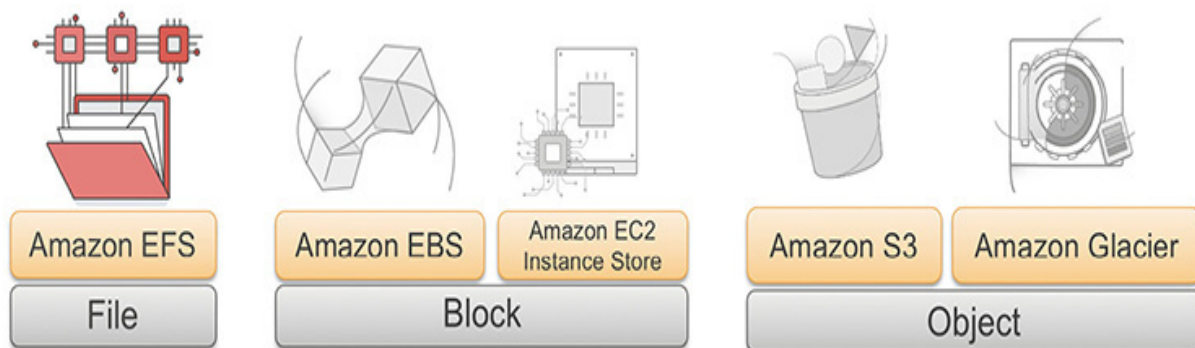 Amazon EFS
Amazon EBS
Amazon EC2
Instance Store
Amazon S3
Amazon Glacier
File
Block
Object